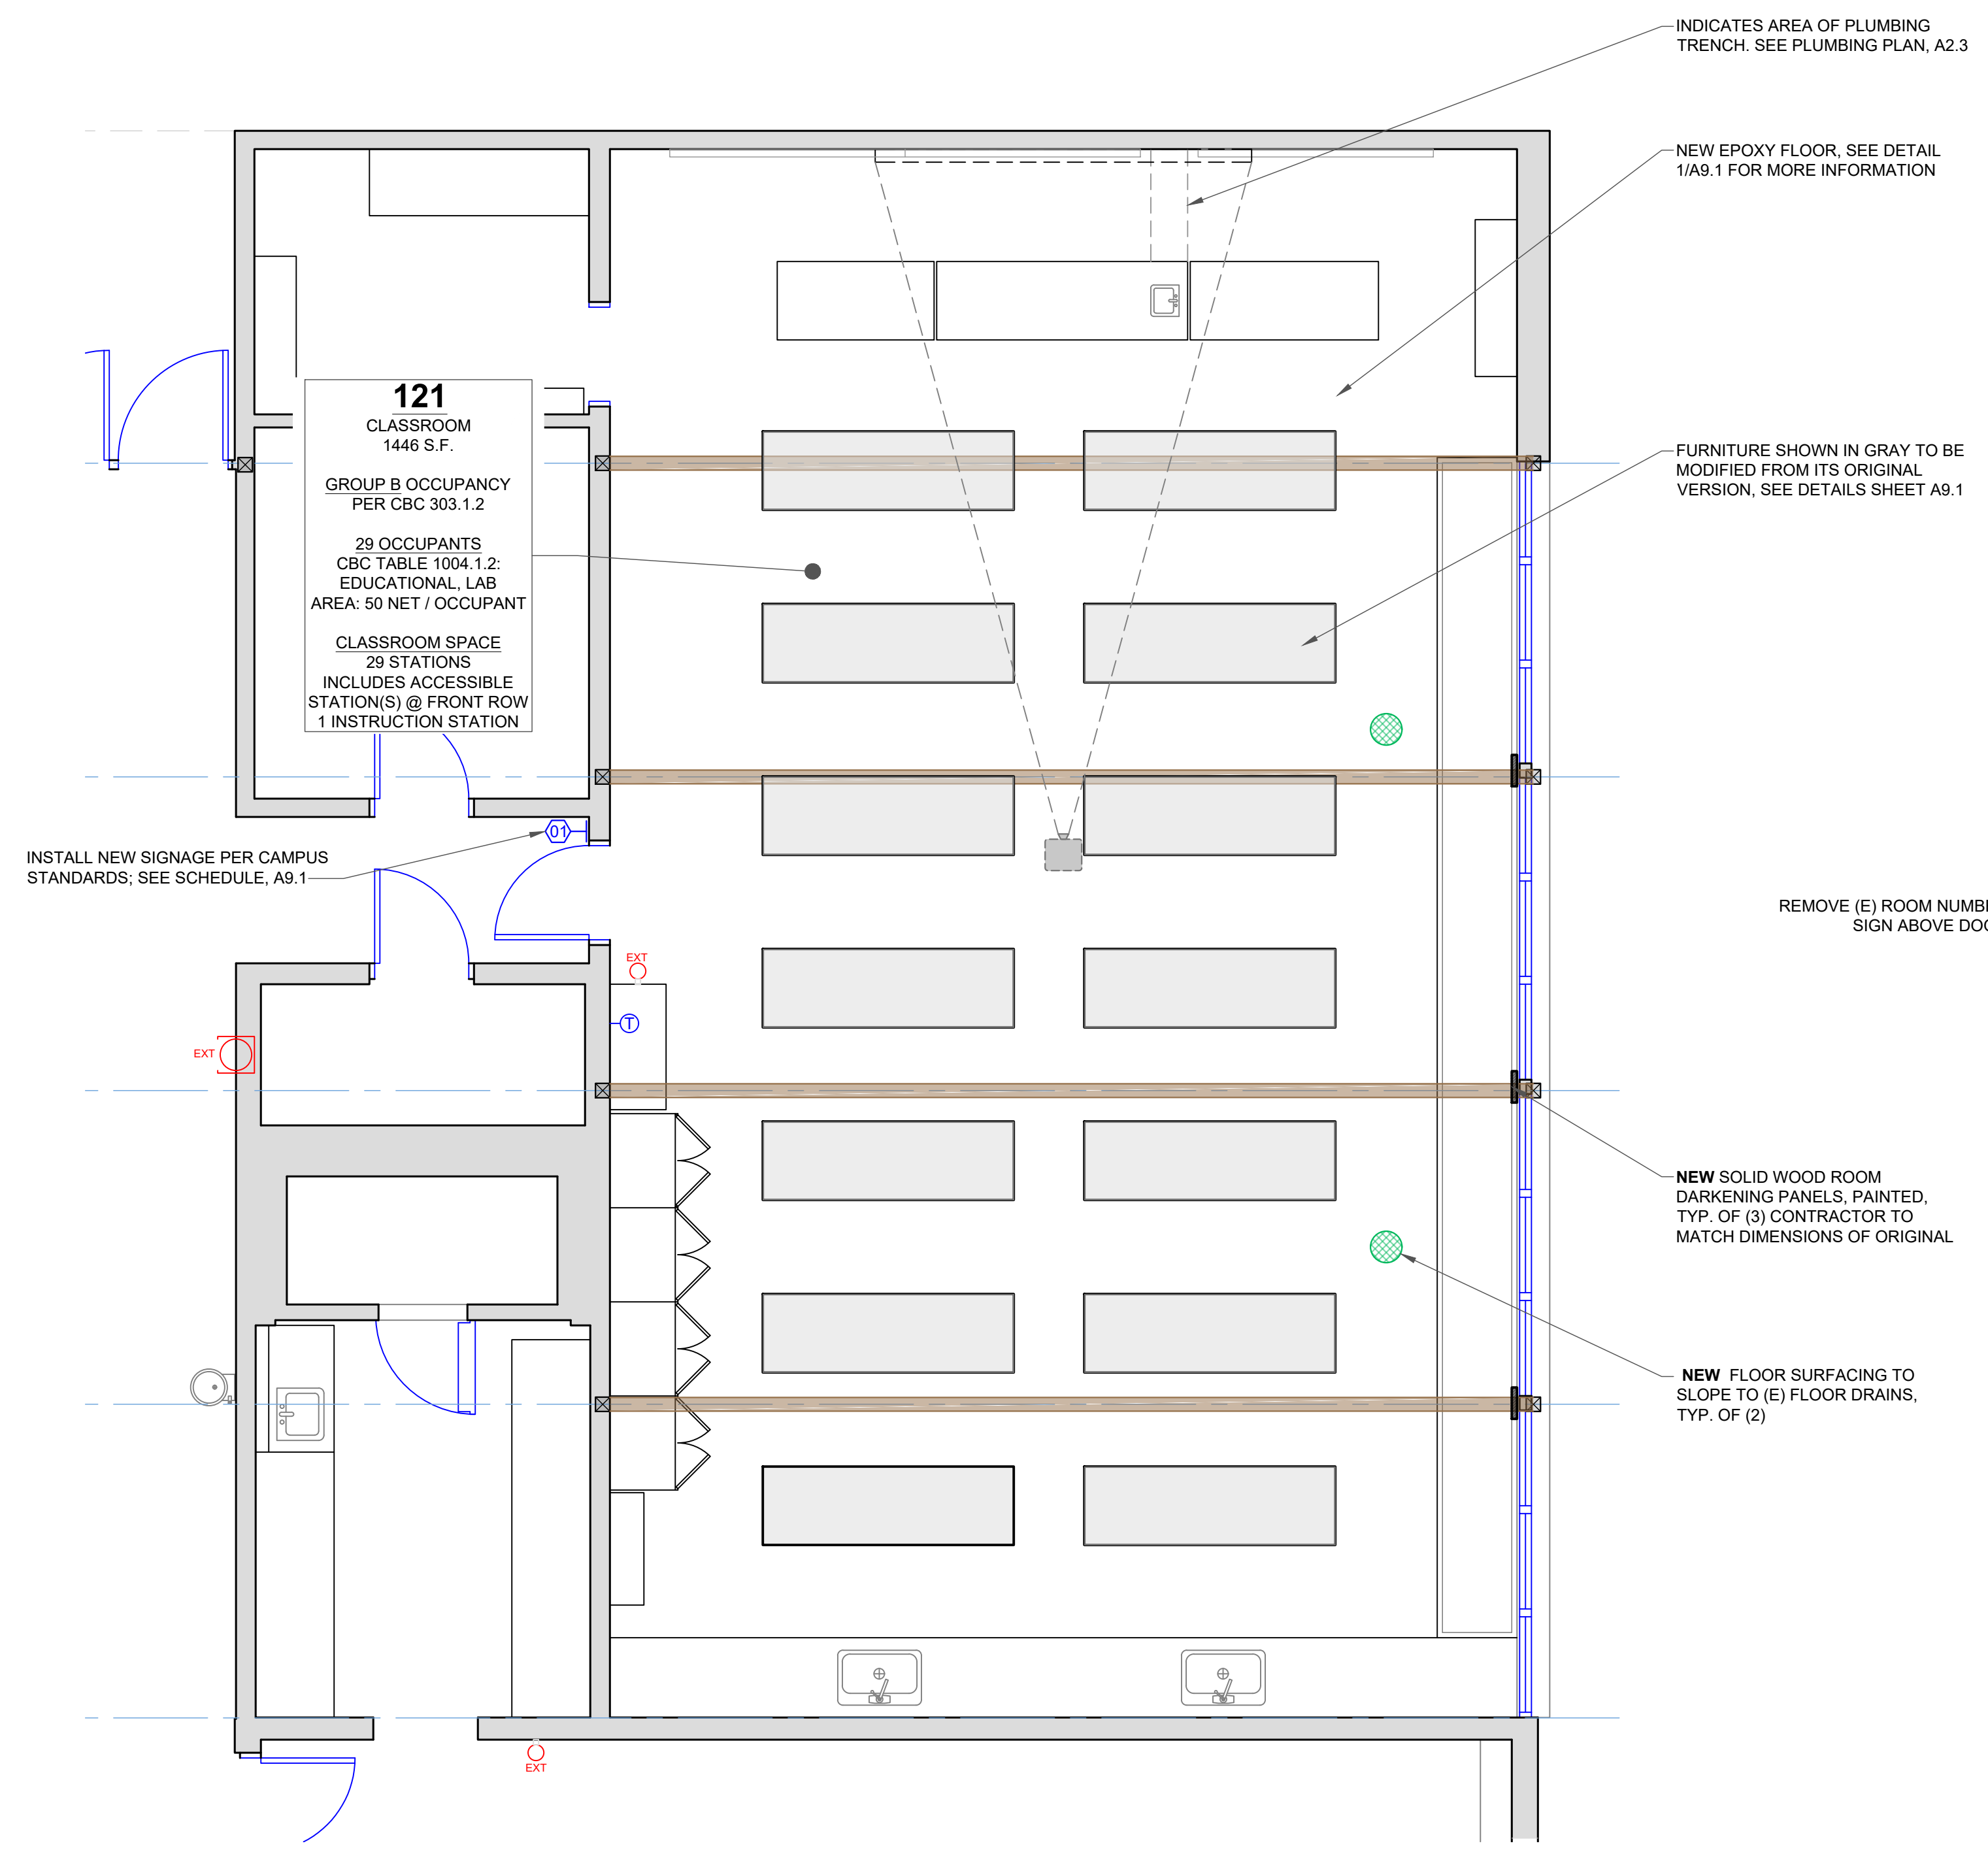 INDICATES AREA OF PLUMBING
TRENCH. SEE PLUMBING PLAN, A2.3
NEW EPOXY FLOOR, SEE DETAIL
1/A9.1 FOR MORE INFORMATION
121
CLASSROOM
1446 S.F.
GROUP B OCCUPANCY
PER CBC 303.1.2
29 OCCUPANTS
CBC TABLE 1004.1.2:
EDUCATIONAL, LAB
AREA: 50 NET / OCCUPANT
CLASSROOM SPACE
29 STATIONS
INCLUDES ACCESSIBLE
STATION(S) @ FRONT ROW
1 INSTRUCTION STATION
FURNITURE SHOWN IN GRAY TO BE
MODIFIED FROM ITS ORIGINAL
VERSION, SEE DETAILS SHEET A9.1
01
INSTALL NEW SIGNAGE PER CAMPUS
STANDARDS; SEE SCHEDULE, A9.1
REMOVE (E) ROOM
SIGN ABOVE
EXT
T
EXT
NEW SOLID WOOD ROOM
DARKENING PANELS, PAINTED,
TYP. OF (3) CONTRACTOR TO
MATCH DIMENSIONS OF ORIGINAL
NEW FLOOR SURFACING TO
SLOPE TO (E) FLOOR DRAINS,
TYP. OF (2)
EXT